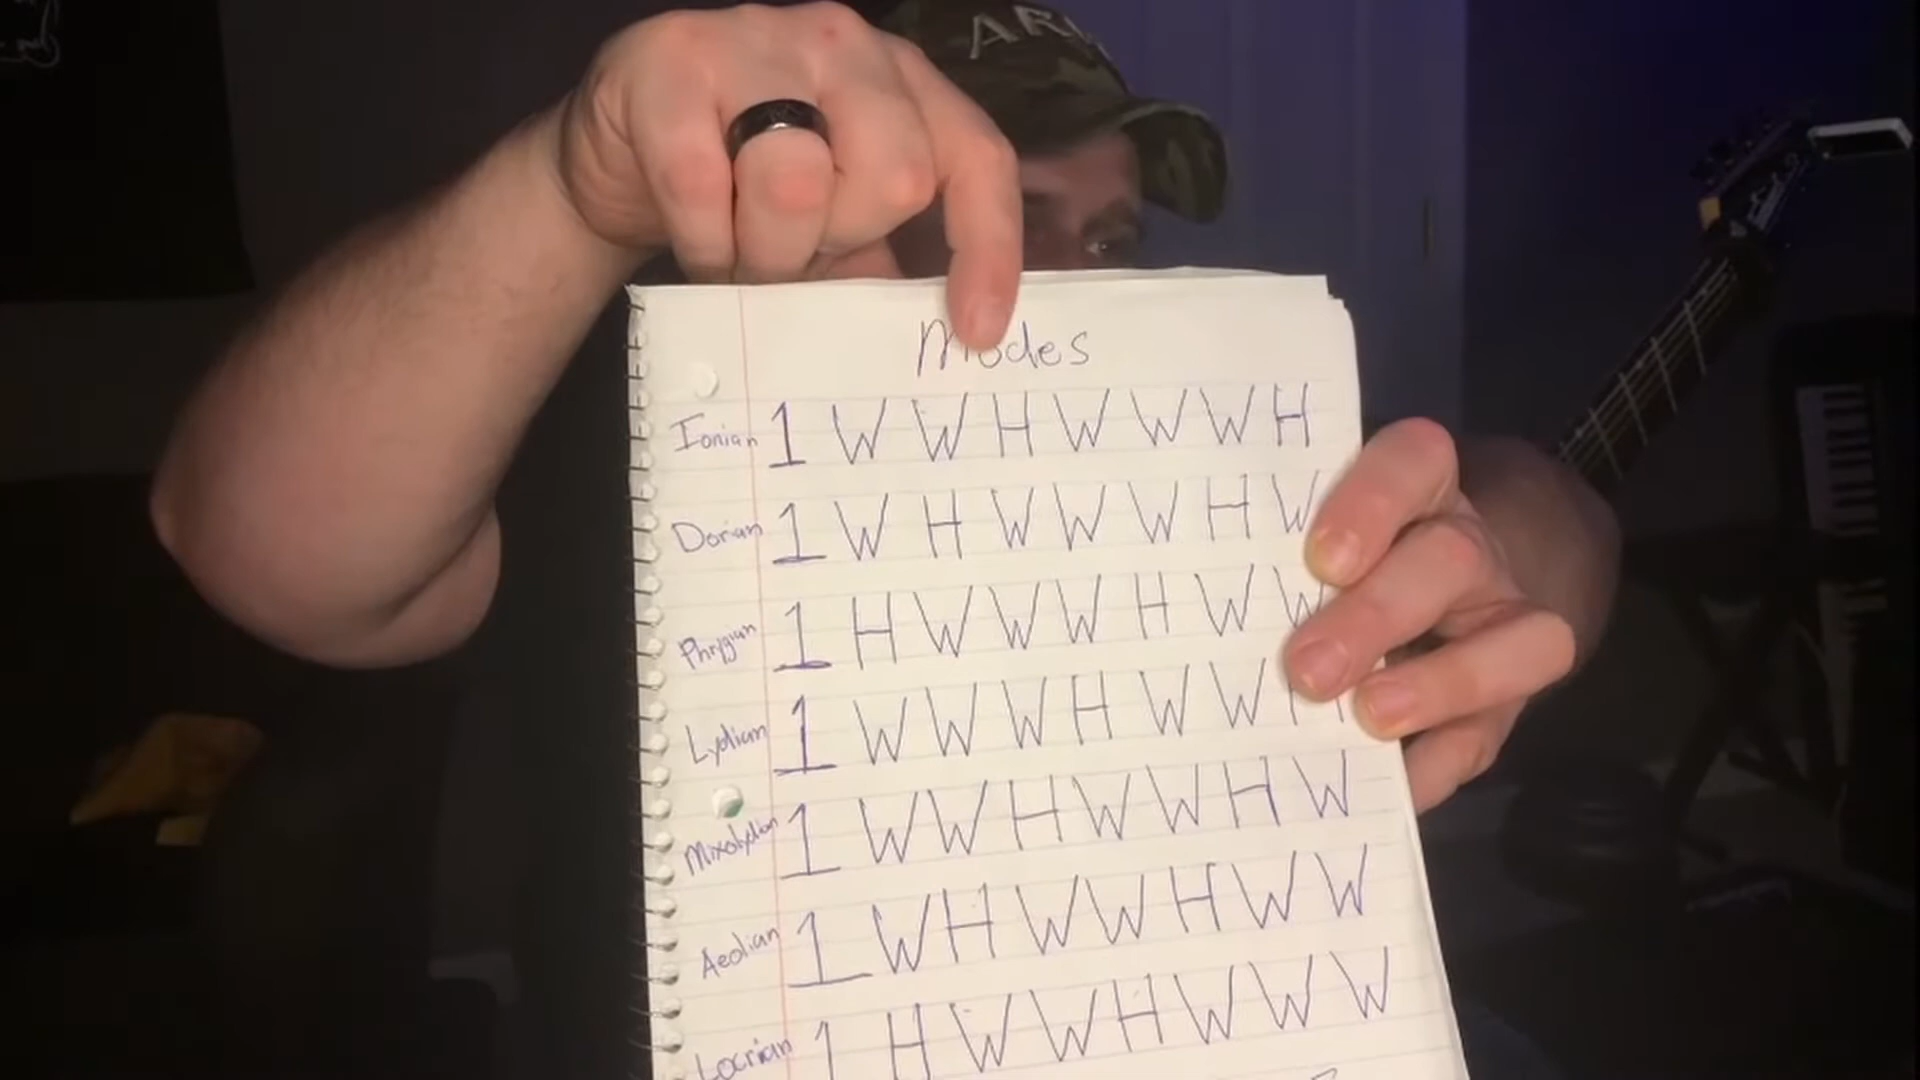 Modes
Ionian 1 W W H W W W H
Dorian 1 W H W W W H W
Phrygian 1 H W W W H W W
Lydian 1 W W W H W W H
Mixolydian 1 W W H W W H W
Aeolian 1 W H W W H W W
Locrian 1 H W W H W W W